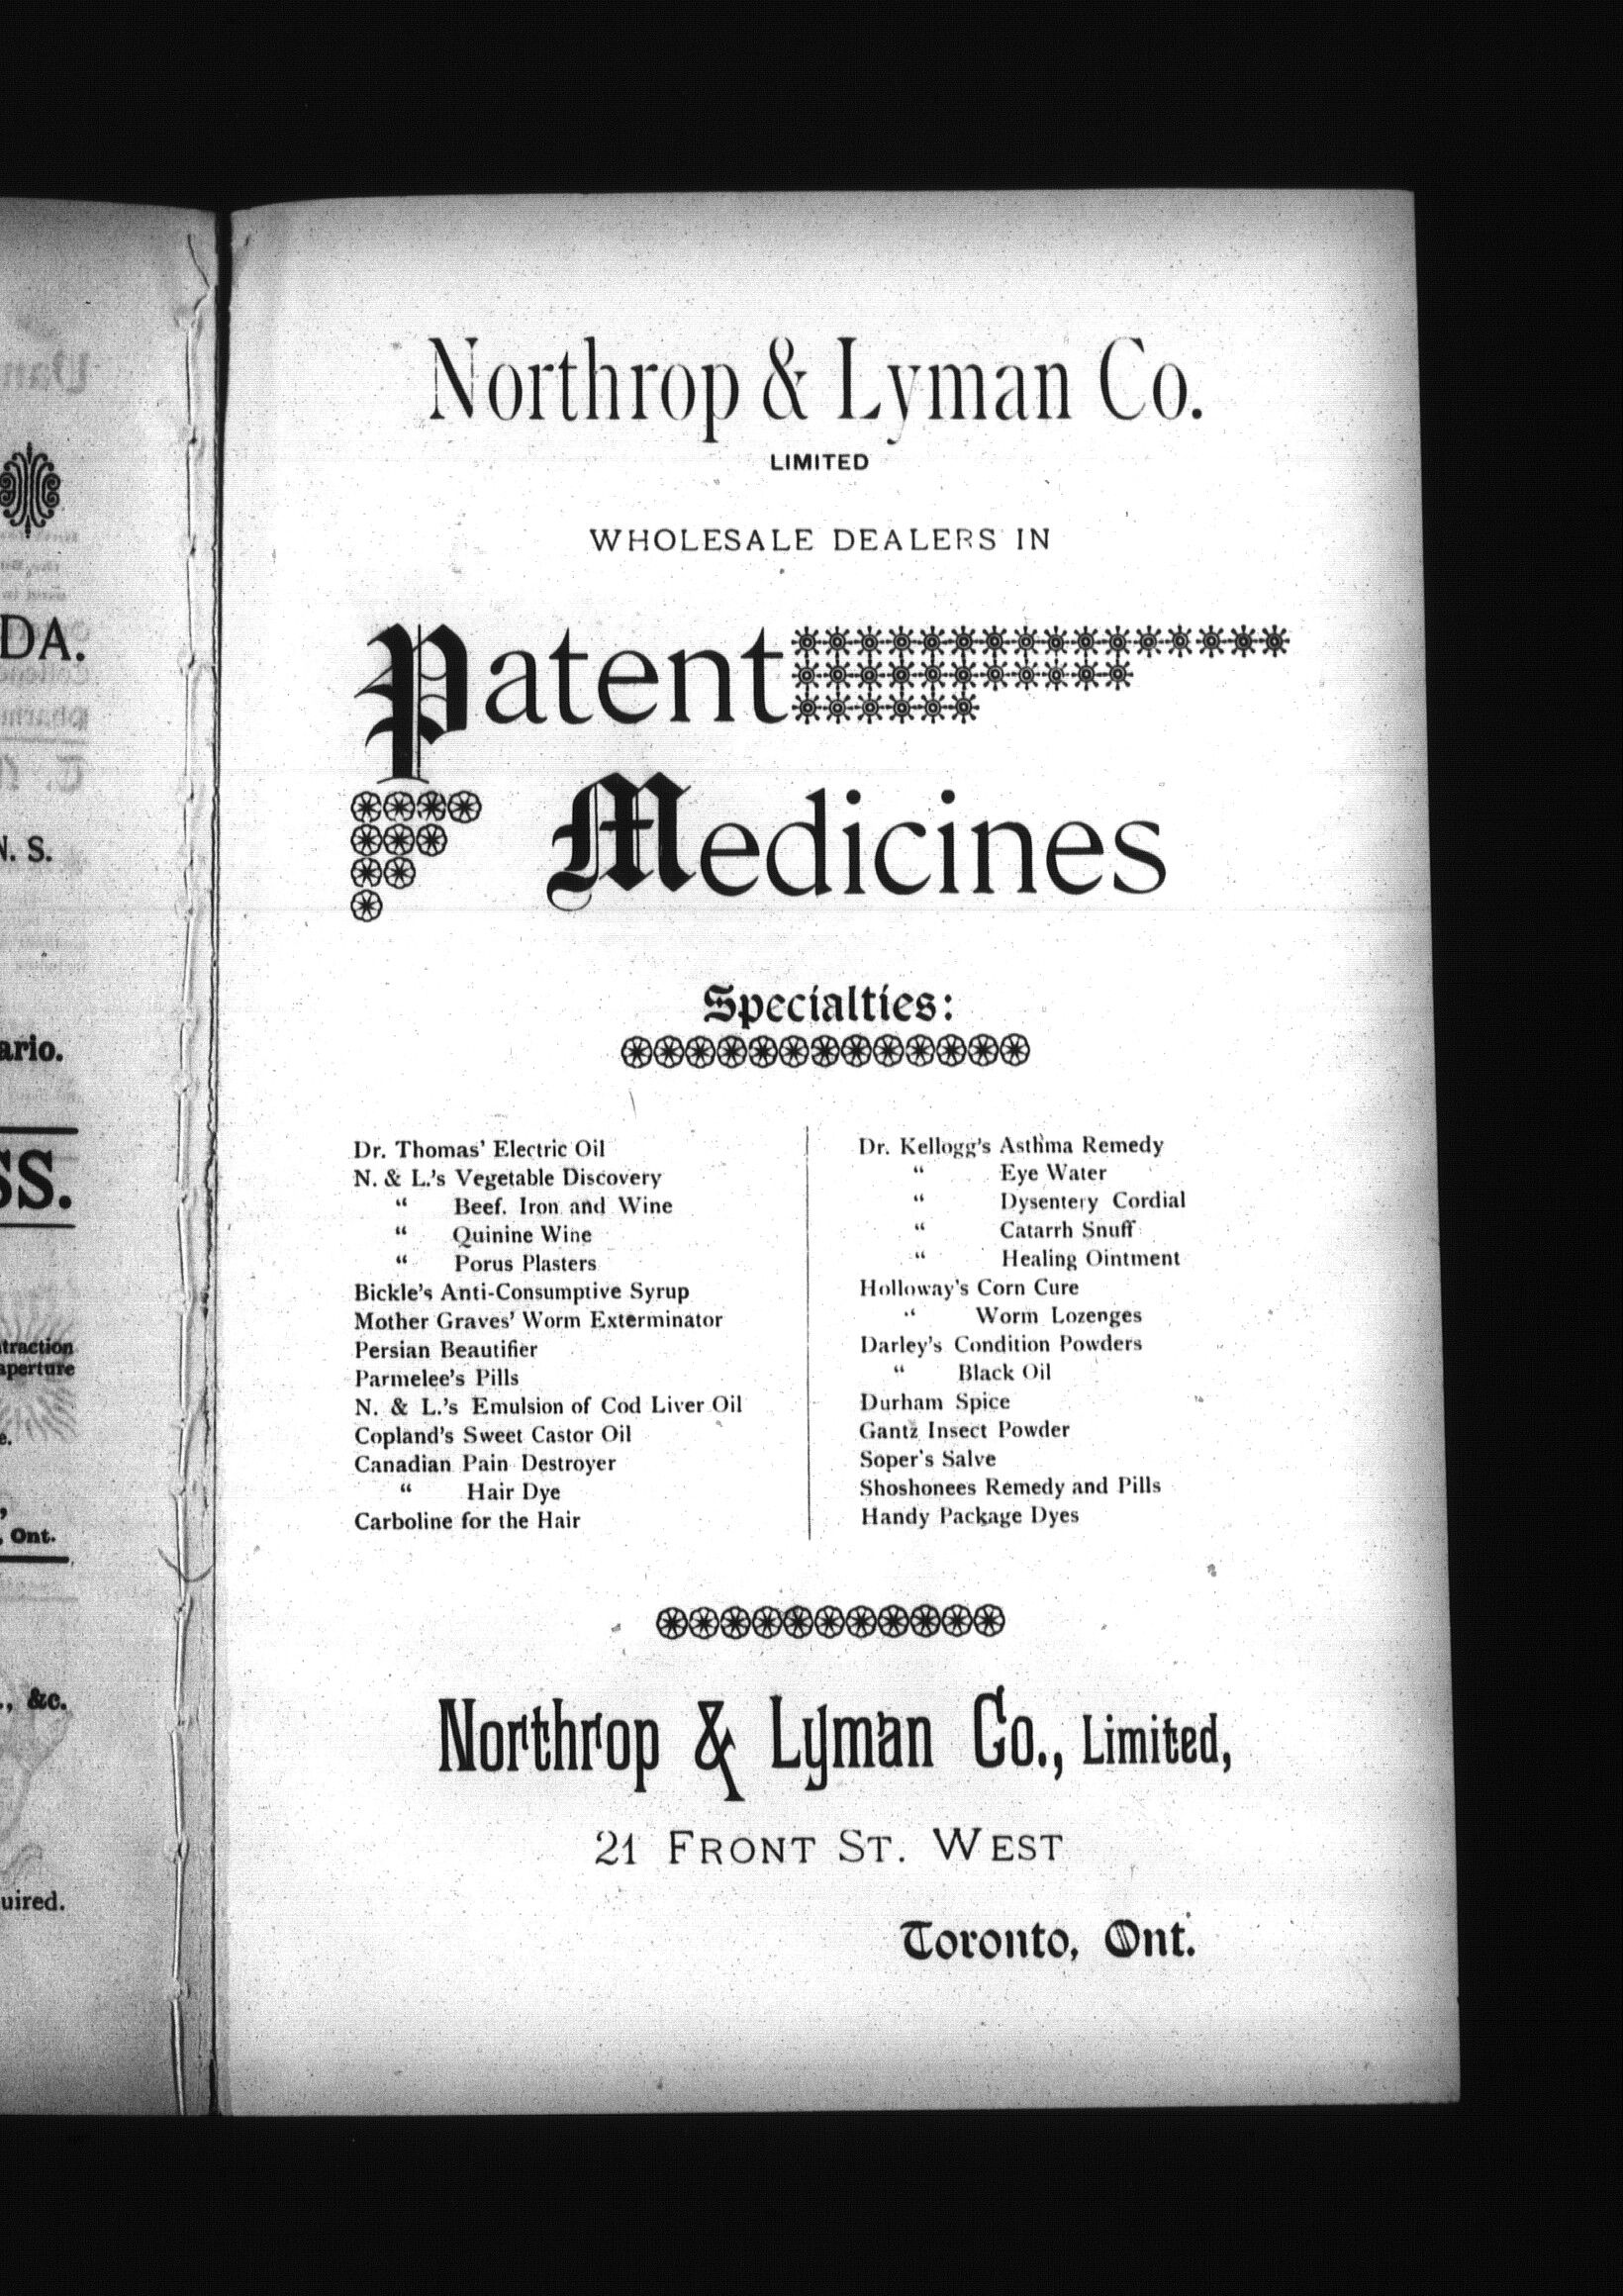 DA.
N. S.
ario.
SS.
traction
aperture
e.
, Ont.
., &c.
uired.
Northrop & Lyman Co.
LIMITED
WHOLESALE DEALERS IN
Patent
Medicines
Specialties:
Dr. Thomas' Electric Oil
N. & L.'s Vegetable Discovery
“ Beef. Iron and Wine
“ Quinine Wine
“ Porus Plasters
Bickle's Anti-Consumptive Syrup
Mother Graves' Worm Exterminator
Persian Beautifier
Parmelee's Pills
N. & L.'s Emulsion of Cod Liver Oil
Copland's Sweet Castor Oil
Canadian Pain Destroyer
“ Hair Dye
Carboline for the Hair
Dr. Kellogg's Asthma Remedy
“ Eye Water
“ Dysentery Cordial
“ Catarrh Snuff
“ Healing Ointment
Holloway's Corn Cure
“ Worm Lozenges
Darley's Condition Powders
“ Black Oil
Durham Spice
Gantz Insect Powder
Soper's Salve
Shoshonees Remedy and Pills
Handy Package Dyes
Northrop & Lyman Co., Limited,
21 FRONT ST. WEST
Toronto, Ont.